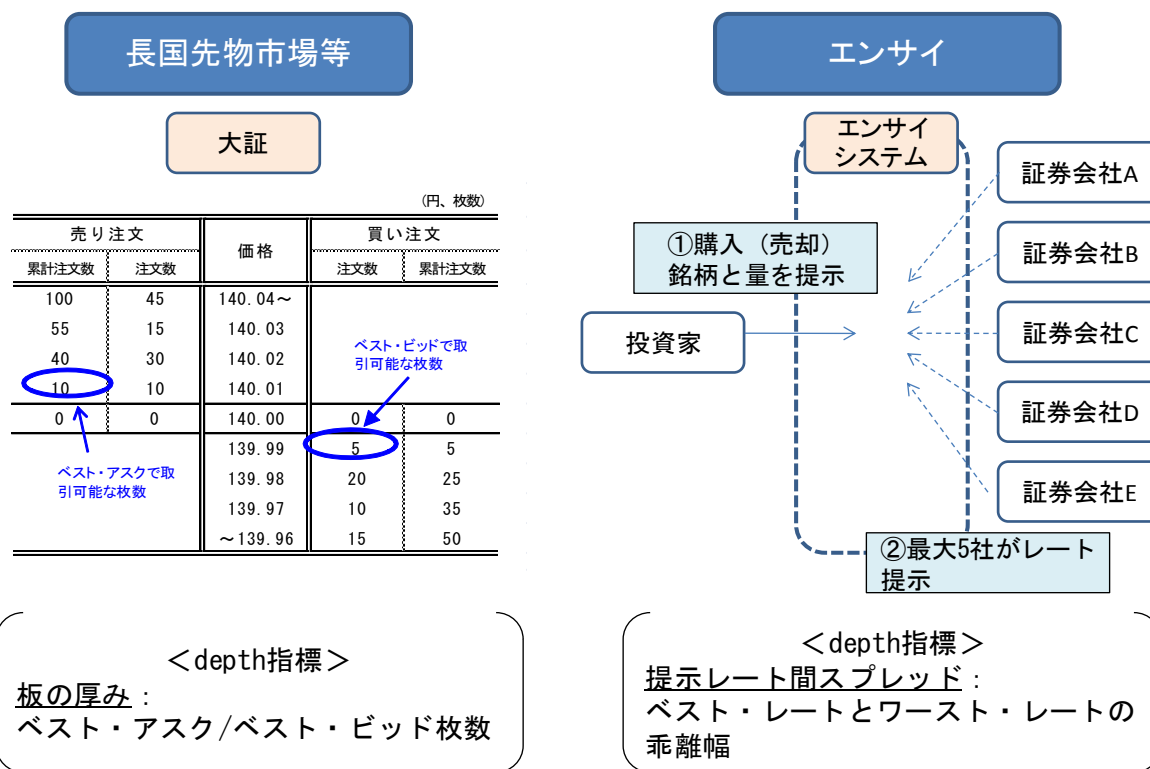 長国先物市場等
大証
(円、枚数)
売り注文 価格 買い注文
累計注文数 注文数 注文数 累計注文数
100 45 140.04～
55 15 140.03
40 30 140.02
10 10 140.01
0 0 140.00 0 0
139.99 5 5
139.98 20 25
139.97 10 35
～139.96 15 50
ベスト・ビッドで取
引可能な枚数
ベスト・アスクで取
引可能な枚数
＜depth指標＞
板の厚み：
ベスト・アスク/ベスト・ビッド枚数
エンサイ
エンサイ
システム
①購入（売却）
銘柄と量を提示
投資家
証券会社A
証券会社B
証券会社C
証券会社D
証券会社E
②最大5社がレート
提示
＜depth指標＞
提示レート間スプレッド：
ベスト・レートとワースト・レートの
乖離幅